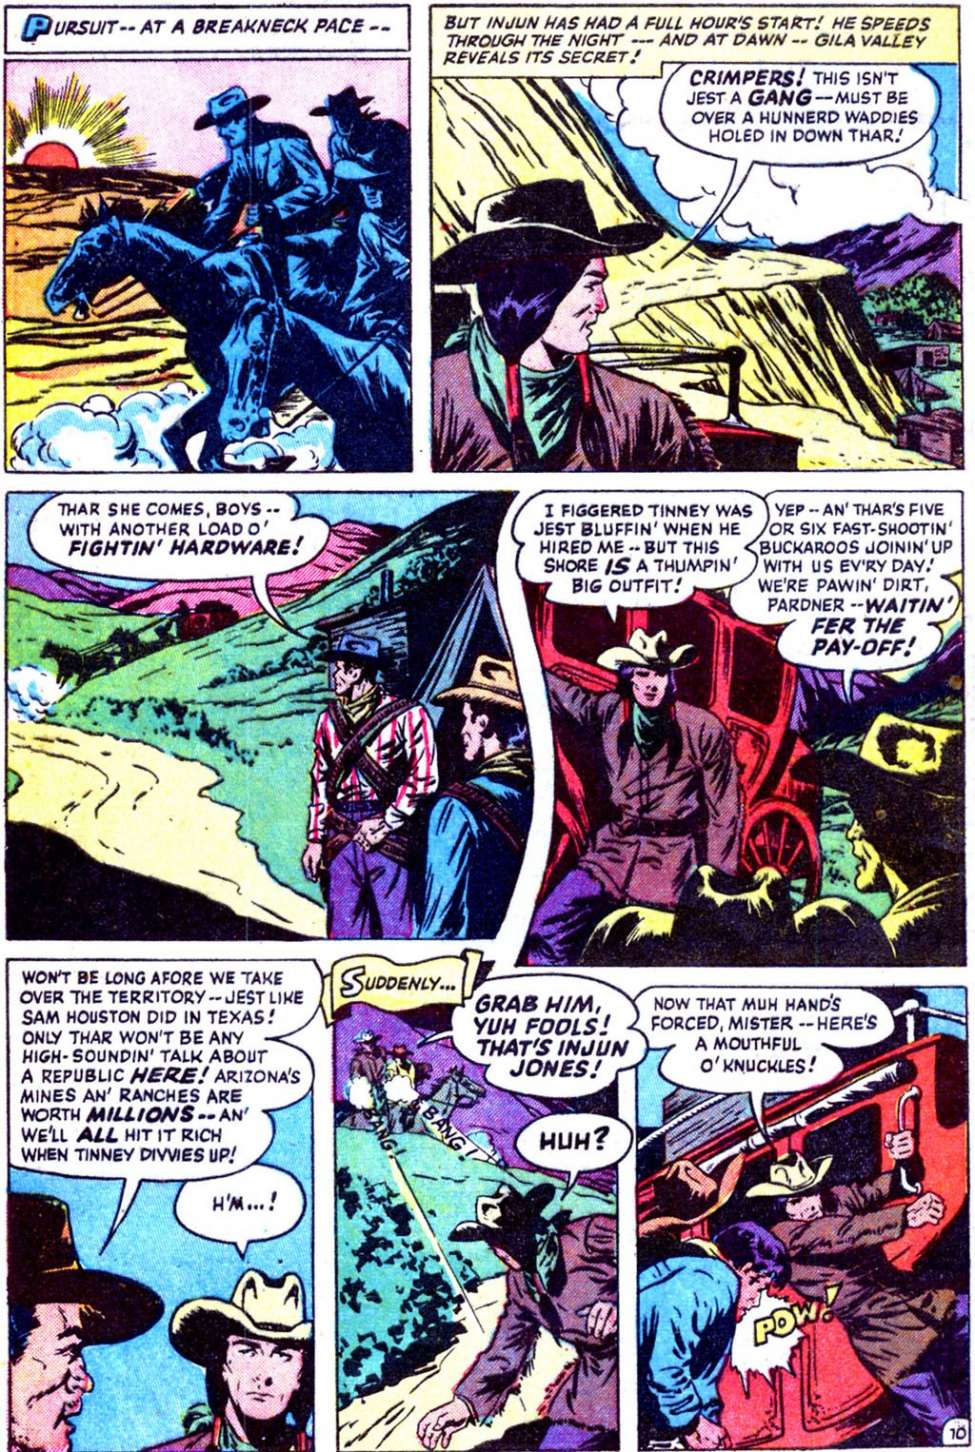 PURSUIT -- AT A BREAKNECK PACE --
BUT INJUN HAS HAD A FULL HOUR'S START! HE SPEEDS
THROUGH THE NIGHT --- AND AT DAWN -- GILA VALLEY
REVEALS ITS SECRET!
CRIMPERS! THIS ISN'T
JEST A GANG -- MUST BE
OVER A HUNNERD WADDIES
HOLED IN DOWN THAR!
THAR SHE COMES, BOYS --
WITH ANOTHER LOAD O'
FIGHTIN' HARDWARE!
I FIGGERED TINNEY WAS
JEST BLUFFIN' WHEN HE
HIRED ME -- BUT THIS
SHORE IS A THUMPIN'
BIG OUTFIT!
YEP -- AN' THAR'S FIVE
OR SIX FAST-SHOOTIN'
BUCKAROOS JOININ' UP
WITH US EV'RY DAY!
WE'RE PAWIN' DIRT,
PARDNER -- WAITIN'
FER THE
PAY-OFF!
WON'T BE LONG AFORE WE TAKE
OVER THE TERRITORY -- JEST LIKE
SAM HOUSTON DID IN TEXAS!
ONLY THAR WON'T BE ANY
HIGH-SOUNDIN' TALK ABOUT
A REPUBLIC HERE! ARIZONA'S
MINES AN' RANCHES ARE
WORTH MILLIONS -- AN'
WE'LL ALL HIT IT RICH
WHEN TINNEY DIVVIES UP!
H'M...!
SUDDENLY...
GRAB HIM,
YUH FOOLS!
THAT'S INJUN
JONES!
BANG!
BANG!
HUH?
NOW THAT MUH HAND'S
FORCED, MISTER -- HERE'S
A MOUTHFUL
O' KNUCKLES!
POW!
10